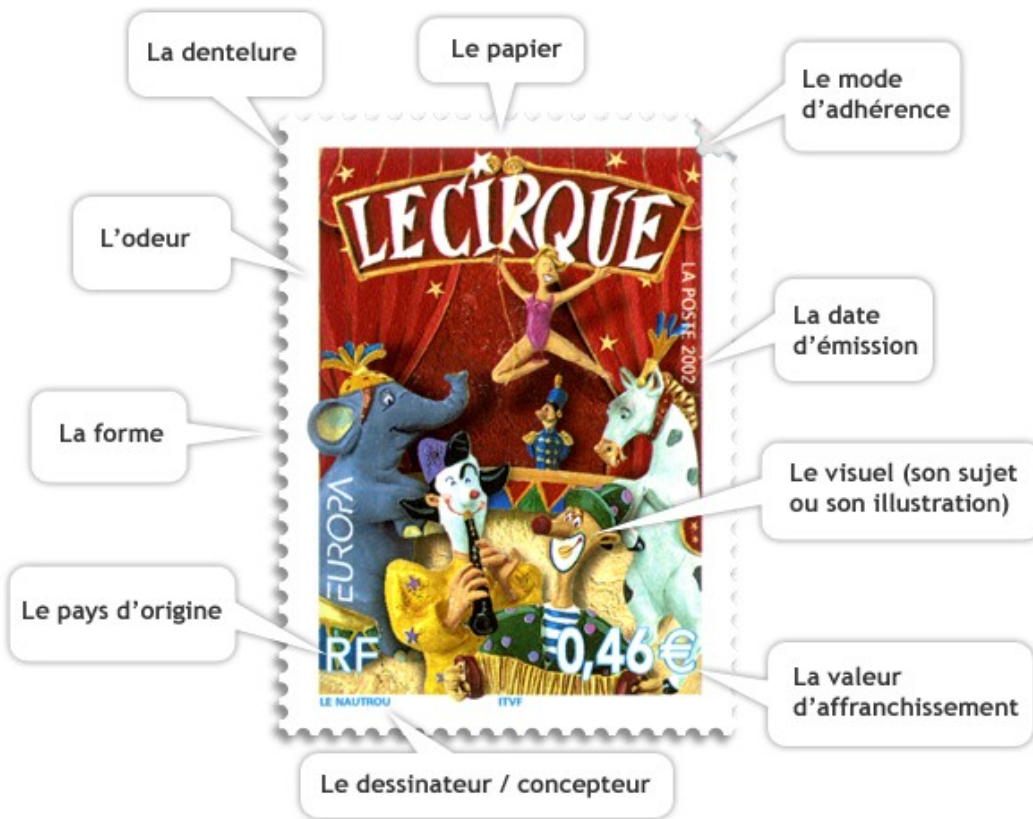 La dentelure
Le papier
Le mode
d'adhérence
L'odeur
LE CIRQUE
LA POSTE 2002
La date
d'émission
La forme
Le visuel (son sujet
ou son illustration)
EUROPA
Le pays d'origine
RF
0,46 €
La valeur
d'affranchissement
LE NAUTROU
ITVF
Le dessinateur / concepteur